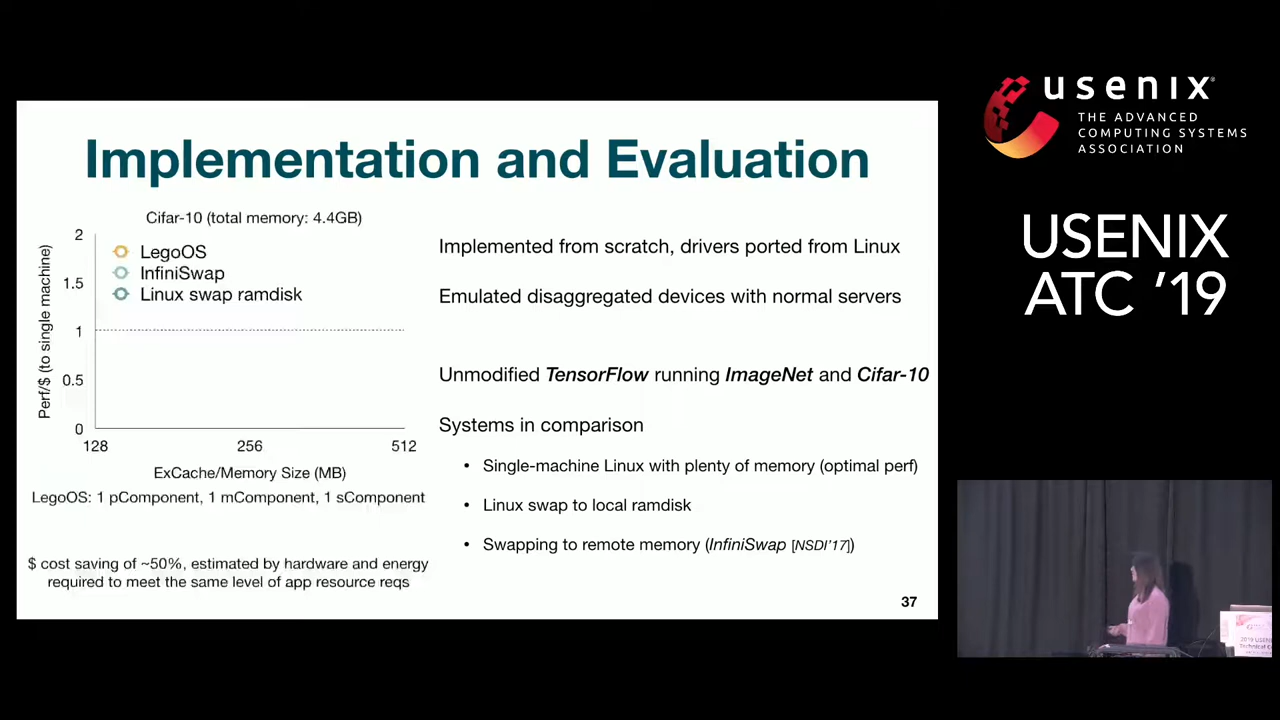 Implementation and Evaluation
Cifar-10 (total memory: 4.4GB)
Perf/$ (to single machine)
2
1.5
1
0.5
0
LegoOS
InfiniSwap
Linux swap ramdisk
128
256
512
ExCache/Memory Size (MB)
LegoOS: 1 pComponent, 1 mComponent, 1 sComponent
$ cost saving of ~50%, estimated by hardware and energy
required to meet the same level of app resource reqs
Implemented from scratch, drivers ported from Linux
Emulated disaggregated devices with normal servers
Unmodified TensorFlow running ImageNet and Cifar-10
Systems in comparison
• Single-machine Linux with plenty of memory (optimal perf)
• Linux swap to local ramdisk
• Swapping to remote memory (InfiniSwap [NSDI'17])
37
usenix®
THE ADVANCED
COMPUTING SYSTEMS
ASSOCIATION
USENIX
ATC '19
usenix
2019 USENIX
Technical